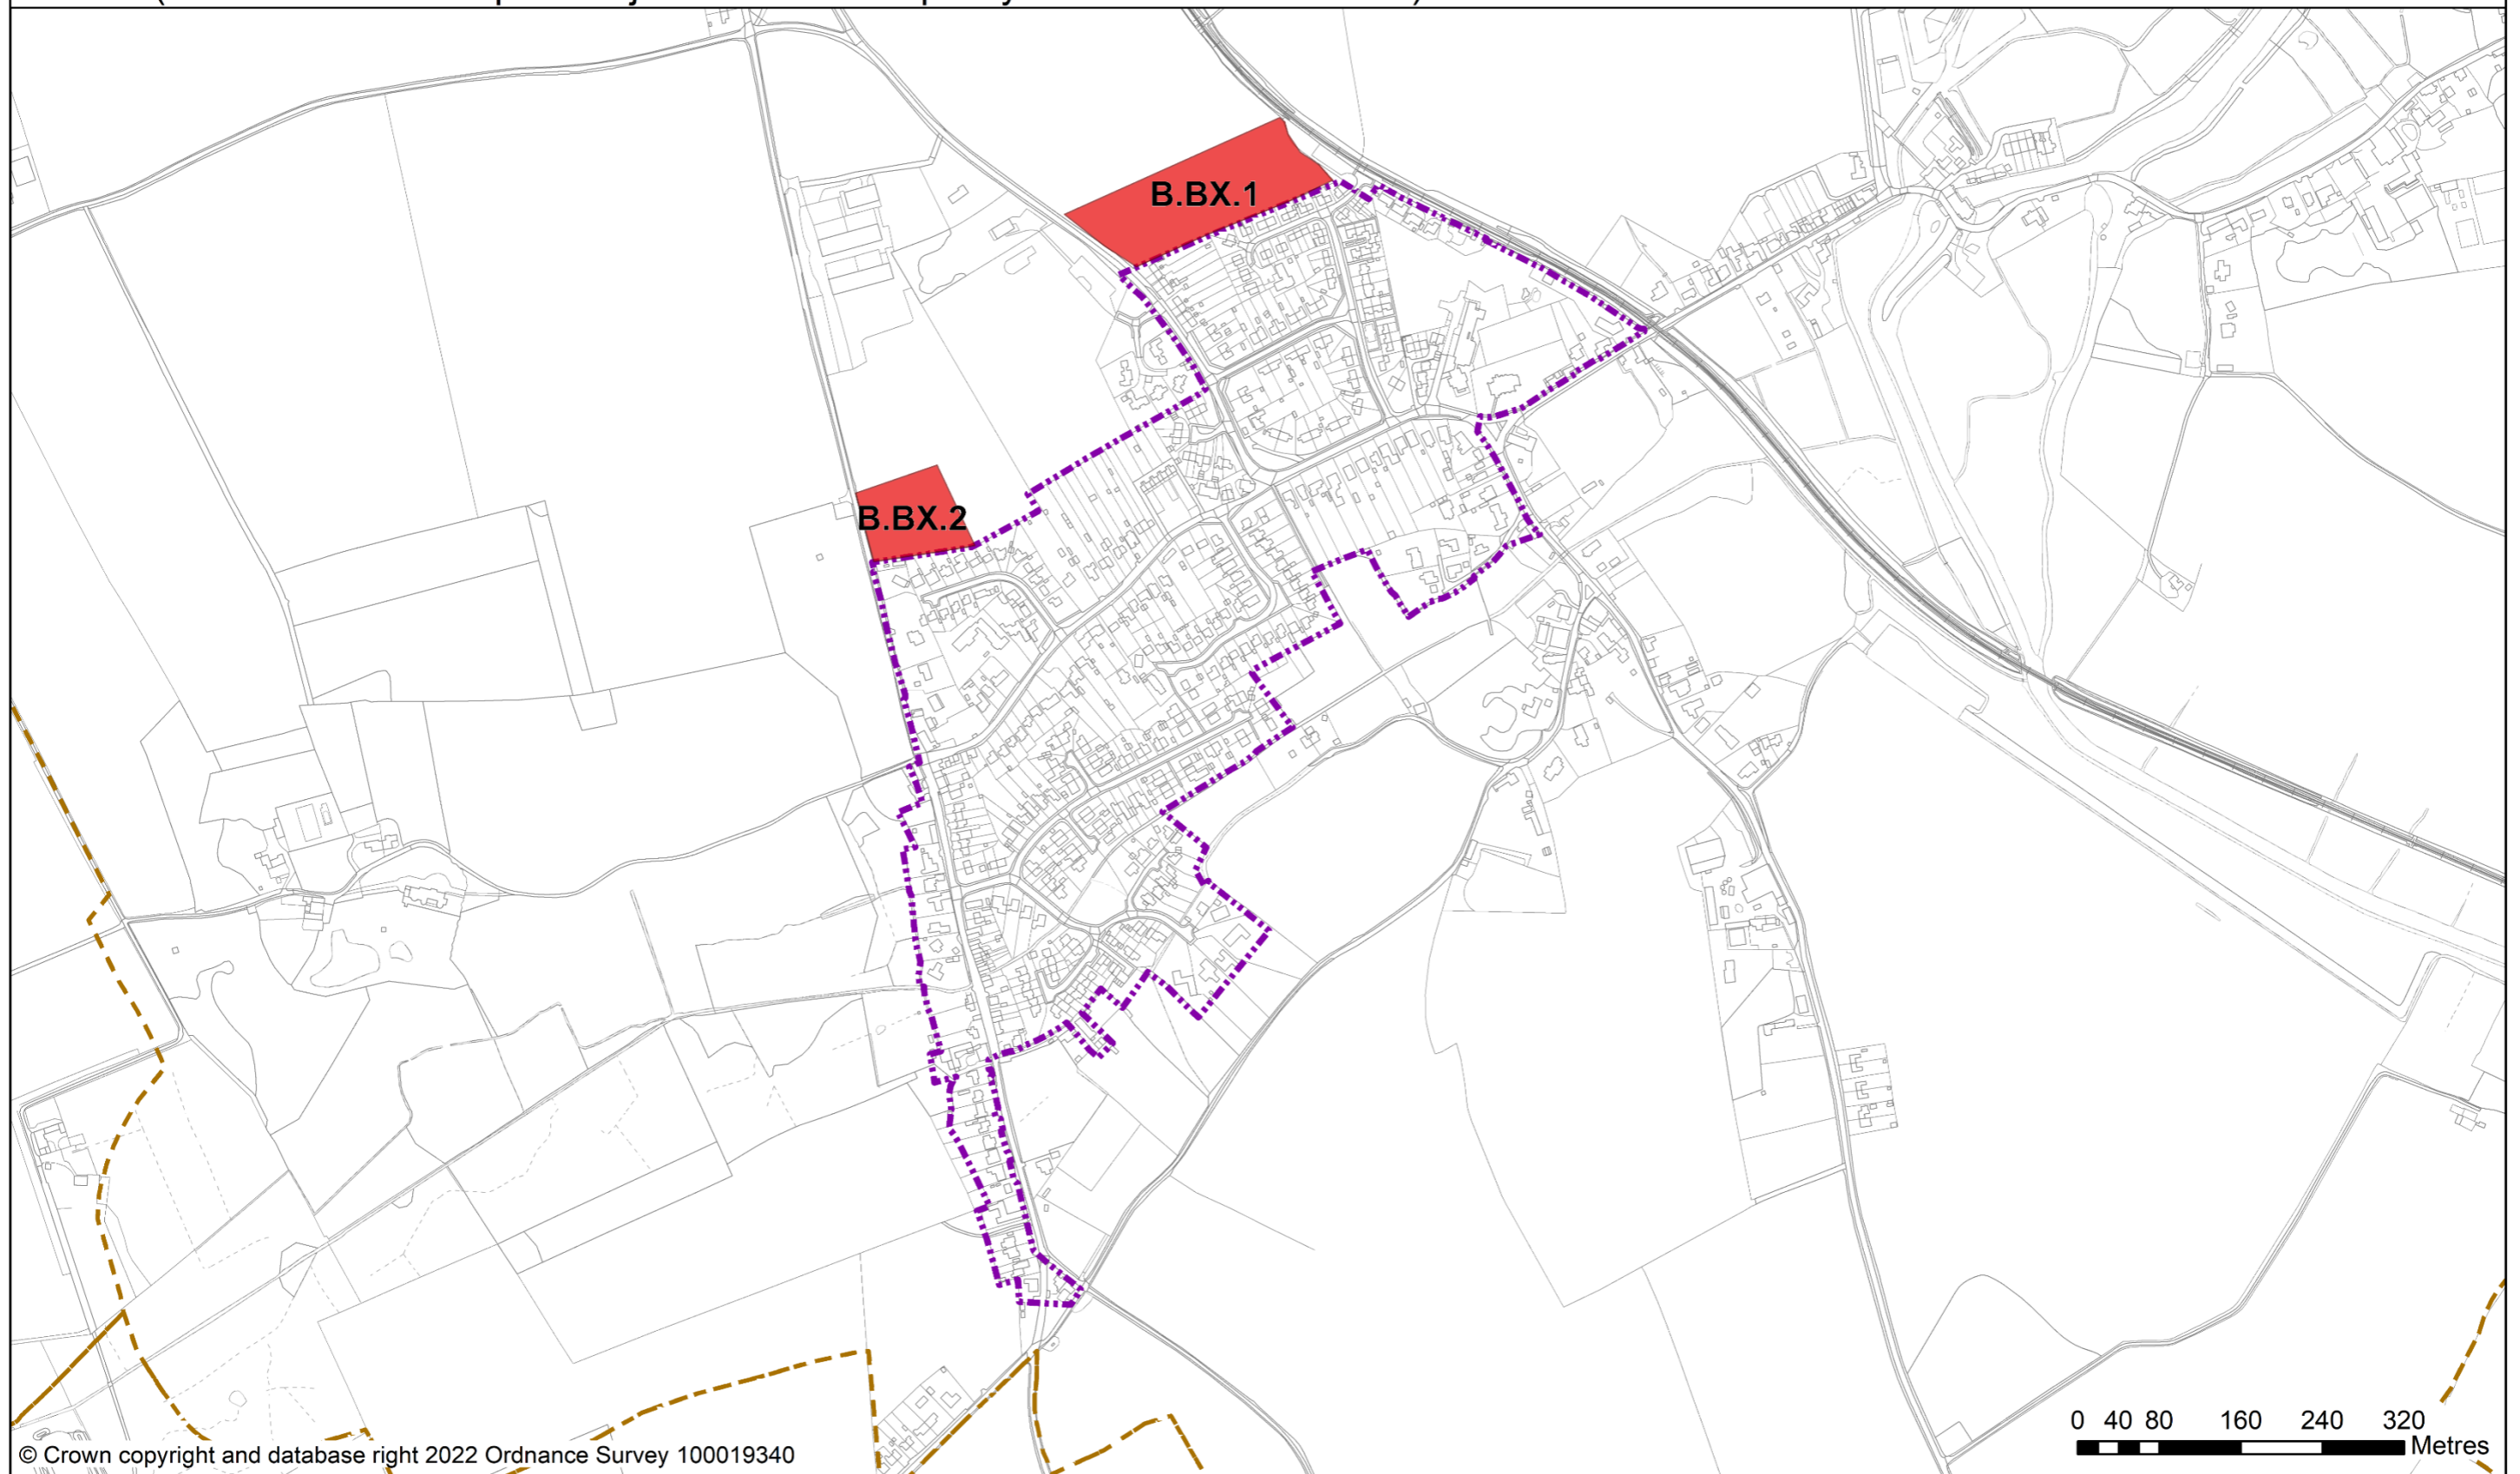 B.BX.1
B.BX.2
0 40 80 160 240 320
Metres
© Crown copyright and database right 2022 Ordnance Survey 100019340